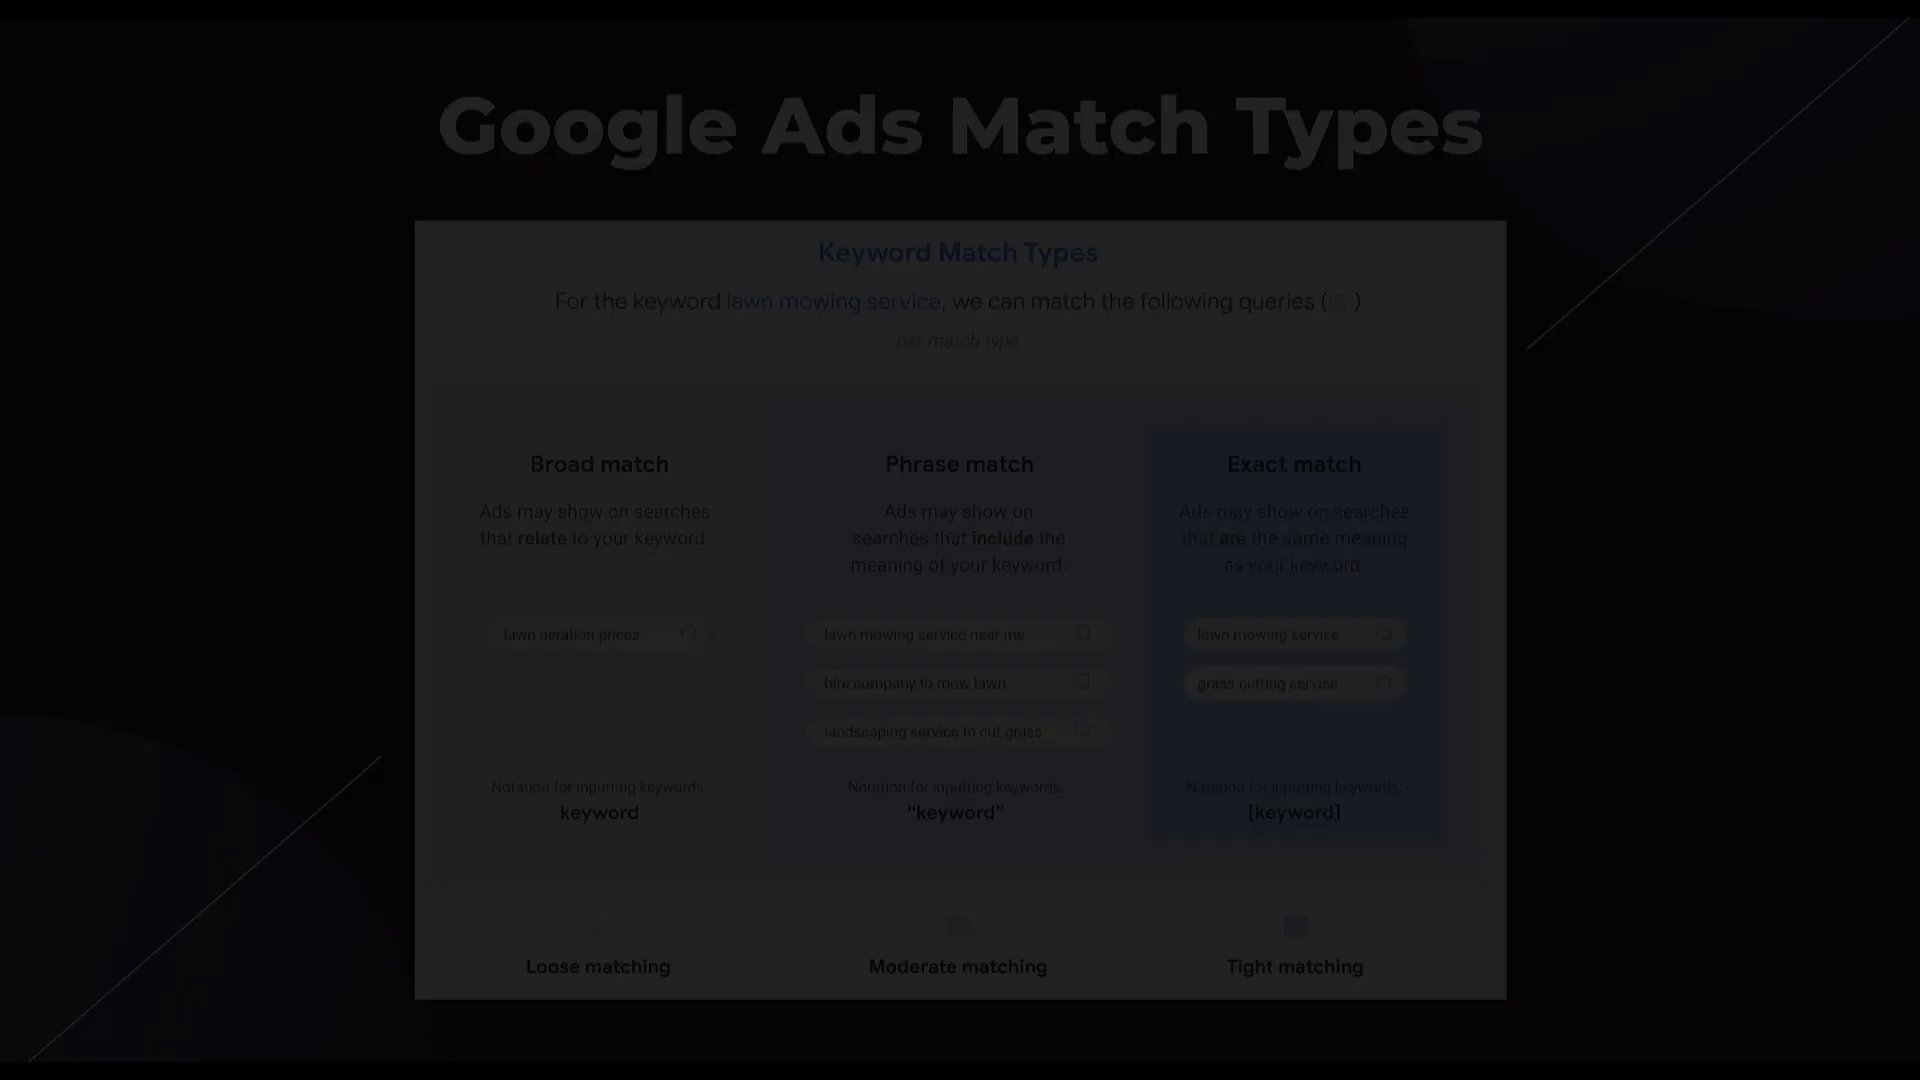 Google Ads Match Types
Keyword Match Types
For the keyword lawn mowing service, we can match the following queries ( )
per match type
Broad match
Ads may show on searches
that relate to your keyword.
lawn aeration prices
Notation for inputting keywords:
keyword
Loose matching
Phrase match
Ads may show on
searches that include the
meaning of your keyword.
lawn mowing service near me
hire company to mow lawn
landscaping service to cut grass
Notation for inputting keywords:
“keyword”
Moderate matching
Exact match
Ads may show on searches
that are the same meaning
as your keyword.
lawn mowing service
grass cutting service
Notation for inputting keywords:
[keyword]
Tight matching